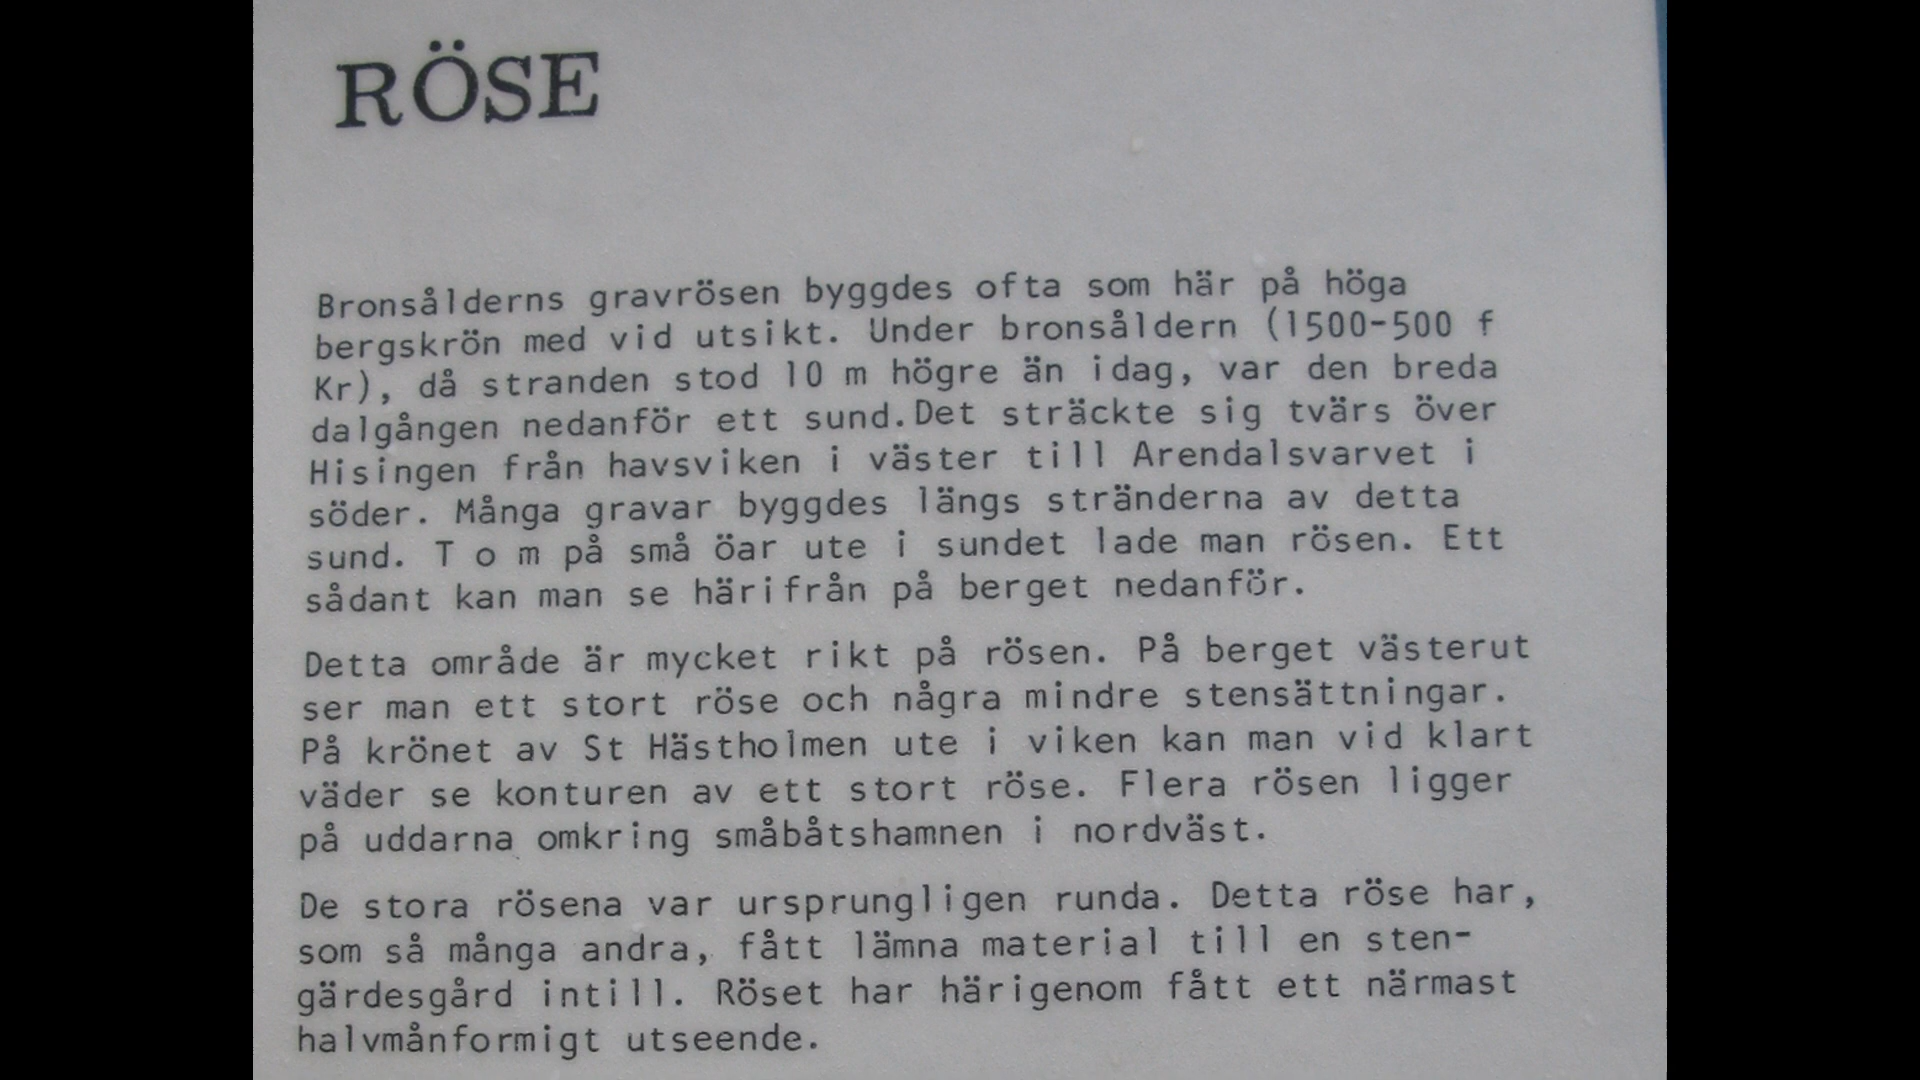 RÖSE
Bronsålderns gravrösen byggdes ofta som här på höga
bergskrön med vid utsikt. Under bronsåldern (1500-500 f
Kr), då stranden stod 10 m högre än idag, var den breda
dalgången nedanför ett sund.Det sträckte sig tvärs över
Hisingen från havsviken i väster till Arendalsvarvet i
söder. Många gravar byggdes längs stränderna av detta
sund. T o m på små öar ute i sundet lade man rösen. Ett
sådant kan man se härifrån på berget nedanför.
Detta område är mycket rikt på rösen. På berget västerut
ser man ett stort röse och några mindre stensättningar.
På krönet av St Hästholmen ute i viken kan man vid klart
väder se konturen av ett stort röse. Flera rösen ligger
på uddarna omkring småbåtshamnen i nordväst.
De stora rösena var ursprungligen runda. Detta röse har,
som så många andra, fått lämna material till en sten-
gärdesgård intill. Röset har härigenom fått ett närmast
halvmånformigt utseende.